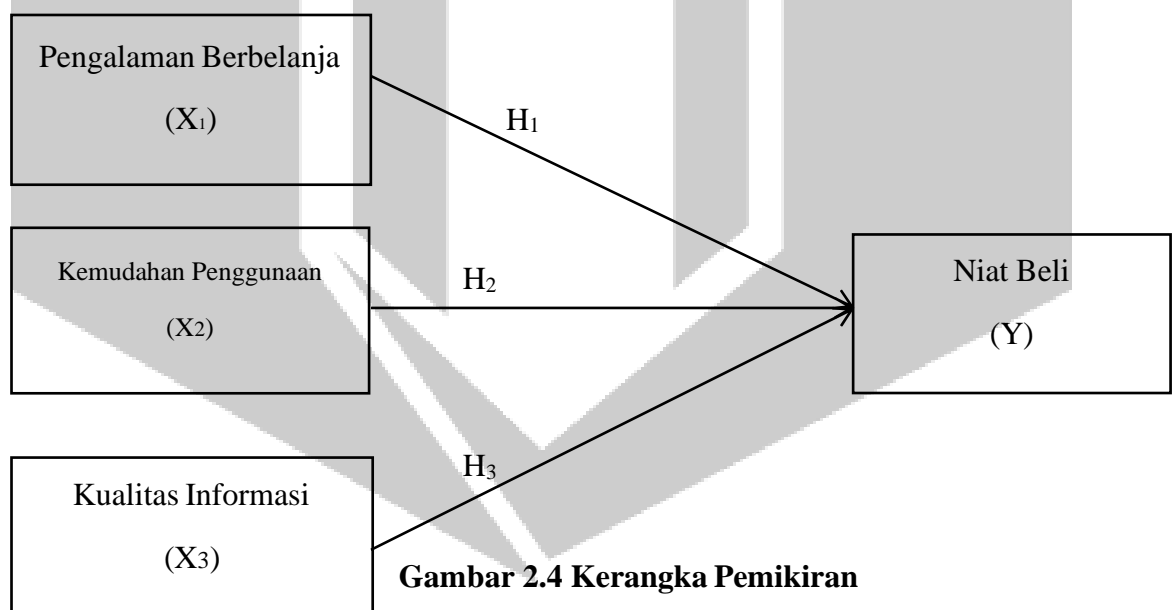 Pengalaman Berbelanja
(X₁)
H₁
Kemudahan Penggunaan
(X2)
H₂
Niat Beli
(Y)
Kualitas Informasi
(X3)
H₃
Gambar 2.4 Kerangka Pemikiran